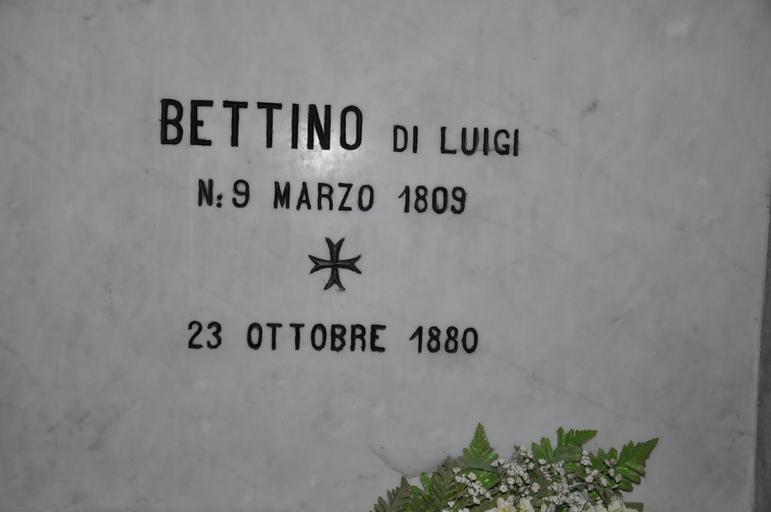 BETTINO DI LUIGI
N: 9 MARZO 1809
23 OTTOBRE 1880